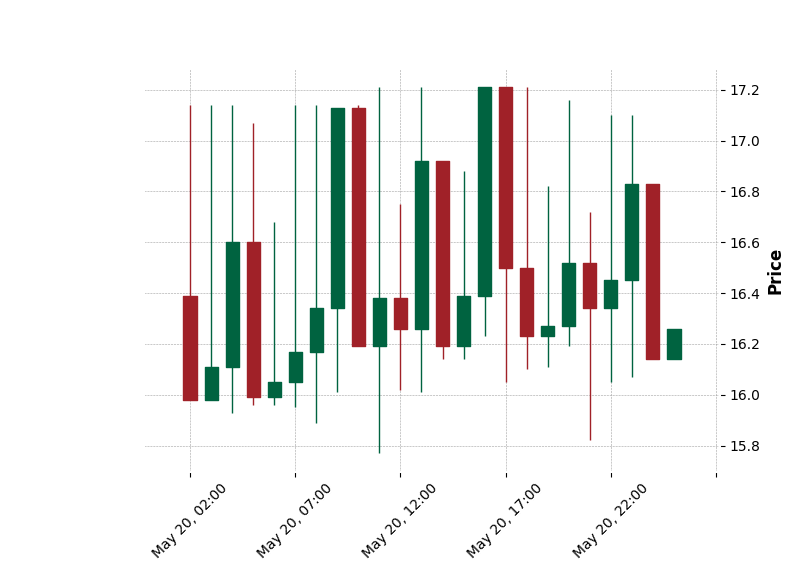 17.2
17.0
16.8
16.6
16.4
16.2
16.0
15.8
Price
May 20, 02:00
May 20, 07:00
May 20, 12:00
May 20, 17:00
May 20, 22:00